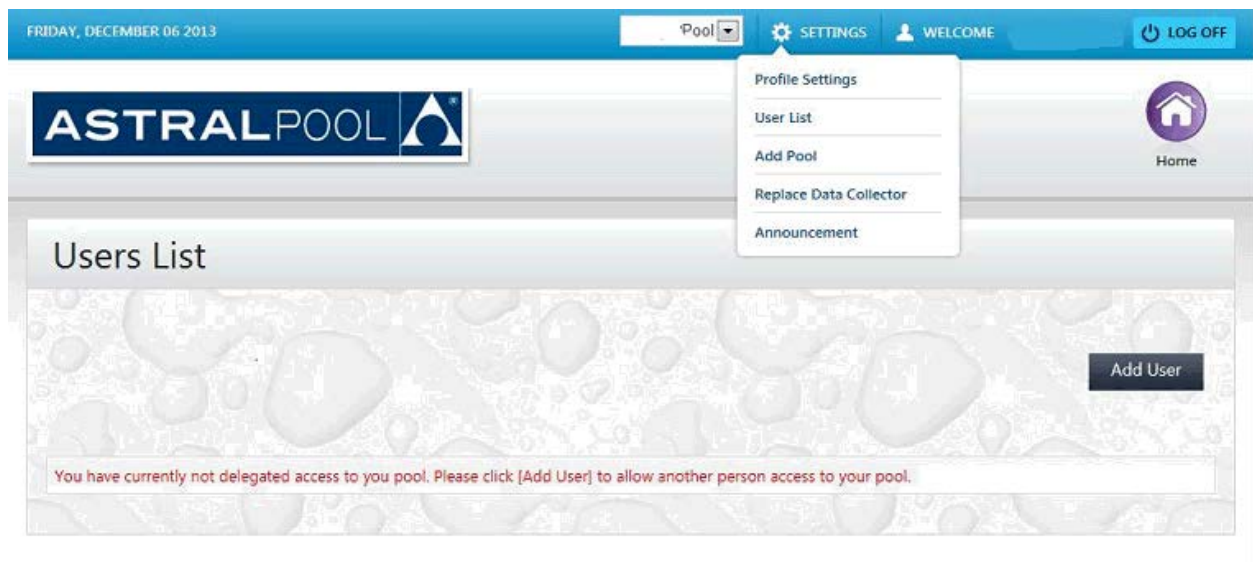 FRIDAY, DECEMBER 06 2013
Pool
SETTINGS
WELCOME
LOG OFF
Profile Settings
User List
Add Pool
Replace Data Collector
Announcement
ASTRALPOOL
Home
Users List
Add User
You have currently not delegated access to you pool. Please click [Add User] to allow another person access to your pool.